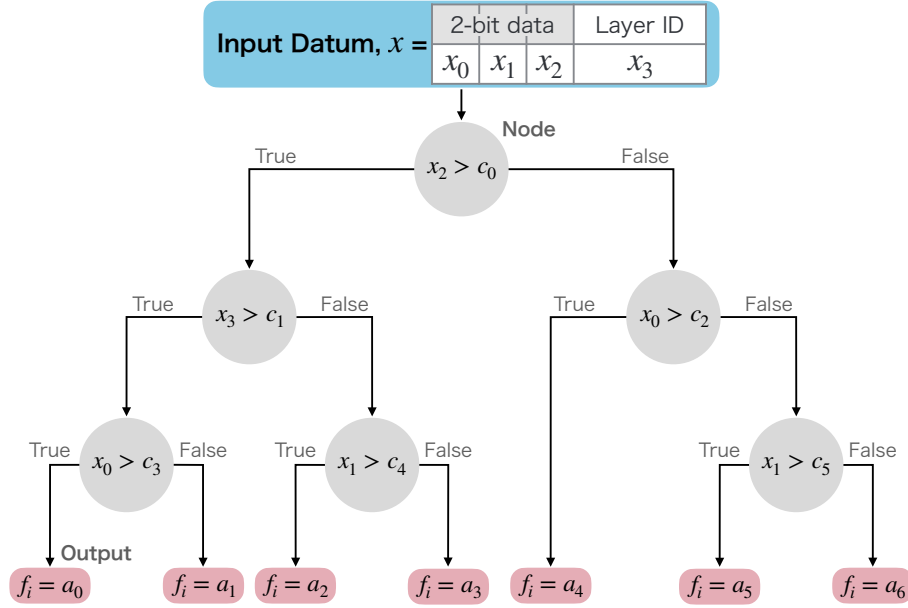 2-bit data Layer ID
Input Datum, x =
x₀ x₁ x₂ x₃
Node
True x₂ > c₀ False
True x₃ > c₁ False
True x₀ > c₂ False
True x₀ > c₃ False
True x₁ > c₄ False
True x₁ > c₅ False
Output
fᵢ = a₀
fᵢ = a₁
fᵢ = a₂
fᵢ = a₃
fᵢ = a₄
fᵢ = a₅
fᵢ = a₆